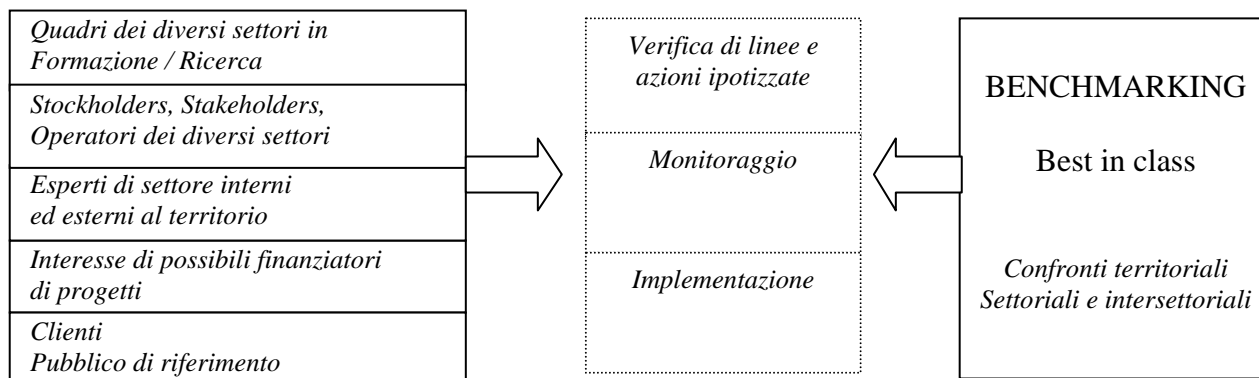 Quadri dei diversi settori in
Formazione / Ricerca
Stockholders, Stakeholders,
Operatori dei diversi settori
Esperti di settore interni
ed esterni al territorio
Interesse di possibili finanziatori
di progetti
Clienti
Pubblico di riferimento
Verifica di linee e
azioni ipotizzate
Monitoraggio
Implementazione
BENCHMARKING
Best in class
Confronti territoriali
Settoriali e intersettoriali